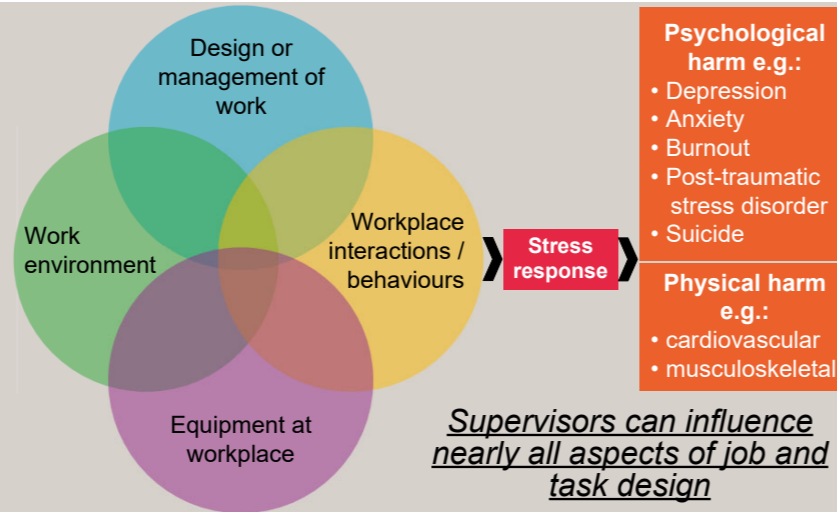 Design or
management of
work
Work
environment
Workplace
interactions /
behaviours
Equipment at
workplace
Stress
response
Psychological
harm e.g.:
• Depression
• Anxiety
• Burnout
• Post-traumatic
stress disorder
• Suicide
Physical harm
e.g.:
• cardiovascular
• musculoskeletal
Supervisors can influence
nearly all aspects of job and
task design